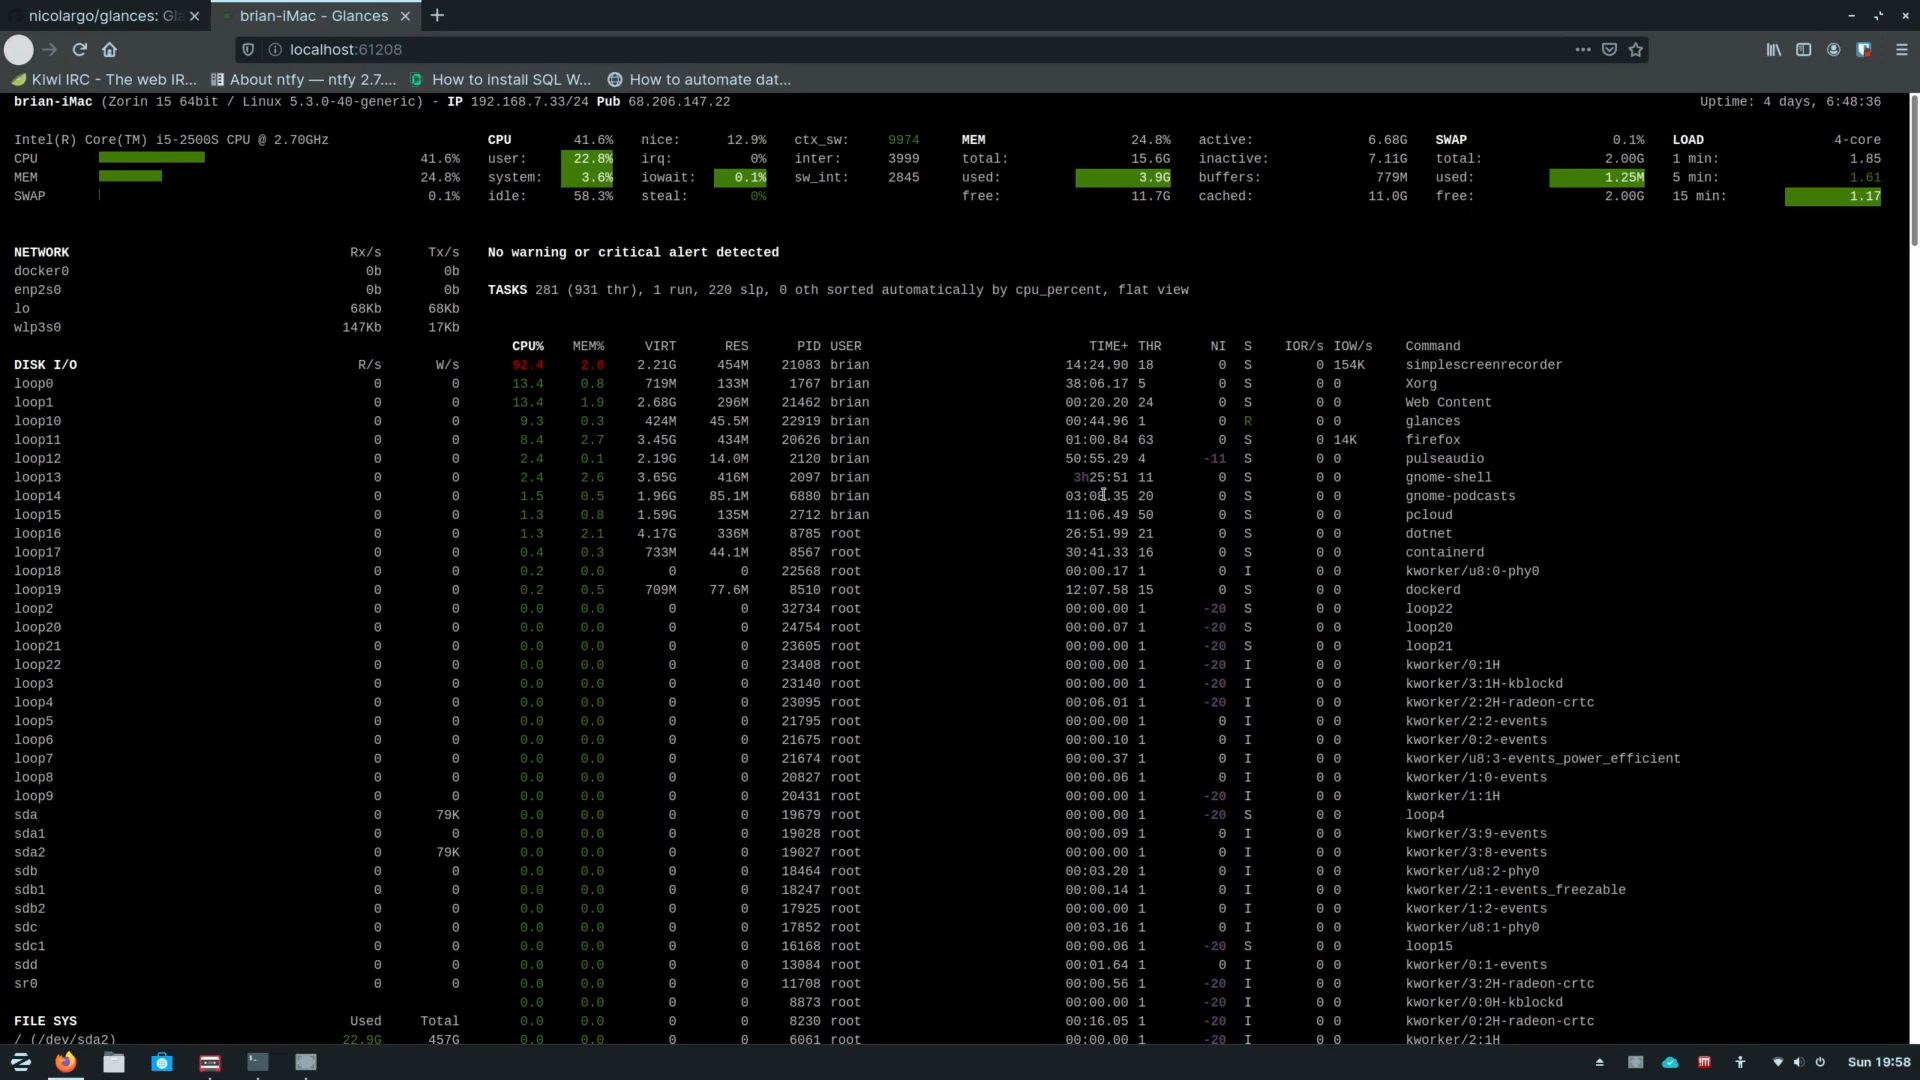 nicolargo/glances: Gla
brian-iMac - Glances
localhost:61208
Kiwi IRC - The web IR... About ntfy — ntfy 2.7.... How to install SQL W... How to automate dat...
brian-iMac (Zorin 15 64bit / Linux 5.3.0-40-generic) - IP 192.168.7.33/24 Pub 68.206.147.22 Uptime: 4 days, 6:48:36
Intel(R) Core(TM) i5-2500S CPU @ 2.70GHz CPU 41.6% nice: 12.9% ctx_sw: 9974 MEM 24.8% active: 6.68G SWAP 0.1% LOAD 4-core
CPU 41.6% user: 22.8% irq: 0% inter: 3999 total: 15.6G inactive: 7.11G total: 2.00G 1 min: 1.85
MEM 24.8% system: 3.6% iowait: 0.1% sw_int: 2845 used: 3.9G buffers: 779M used: 1.25M 5 min: 1.61
SWAP 0.1% idle: 58.3% steal: 0% free: 11.7G cached: 11.0G free: 2.00G 15 min: 1.17
NETWORK Rx/s Tx/s No warning or critical alert detected
docker0 0b 0b
enp2s0 0b 0b TASKS 281 (931 thr), 1 run, 220 slp, 0 oth sorted automatically by cpu_percent, flat view
lo 68Kb 68Kb
wlp3s0 147Kb 17Kb
CPU% MEM% VIRT RES PID USER TIME+ THR NI S IOR/s IOW/s Command
DISK I/O R/s W/s 92.4 2.8 2.21G 454M 21083 brian 14:24.90 18 0 S 0 154K simplescreenrecorder
loop0 0 0 13.4 0.8 719M 133M 1767 brian 38:06.17 5 0 S 0 0 Xorg
loop1 0 0 13.4 1.9 2.68G 296M 21462 brian 00:20.20 24 0 S 0 0 Web Content
loop10 0 0 9.3 0.3 424M 45.5M 22919 brian 00:44.96 1 0 R 0 0 glances
loop11 0 0 8.4 2.7 3.45G 434M 20626 brian 01:00.84 63 0 S 0 14K firefox
loop12 0 0 2.4 0.1 2.19G 14.0M 2120 brian 50:55.29 4 -11 S 0 0 pulseaudio
loop13 0 0 2.4 2.6 3.65G 416M 2097 brian 3h25:51 11 0 S 0 0 gnome-shell
loop14 0 0 1.5 0.5 1.96G 85.1M 6880 brian 20 0 S 0 0 gnome-podcasts
loop15 0 0 1.3 0.8 1.59G 135M 2712 brian 11:06.49 50 0 S 0 0 pcloud
loop16 0 0 1.3 2.1 4.17G 336M 8785 root 26:51.99 21 0 S 0 0 dotnet
loop17 0 0 0.4 0.3 733M 44.1M 8567 root 30:41.33 16 0 S 0 0 containerd
loop18 0 0 0.2 0.0 0 0 22568 root 00:00.17 1 0 I 0 0 kworker/u8:0-phy0
loop19 0 0 0.2 0.5 709M 77.6M 8510 root 12:07.58 15 0 S 0 0 dockerd
loop2 0 0 0.0 0.0 0 0 32734 root 00:00.00 1 -20 S 0 0 loop22
loop20 0 0 0.0 0.0 0 0 24754 root 00:00.07 1 -20 S 0 0 loop20
loop21 0 0 0.0 0.0 0 0 23605 root 00:00.00 1 -20 S 0 0 loop21
loop22 0 0 0.0 0.0 0 0 23408 root 00:00.00 1 -20 I 0 0 kworker/0:1H
loop3 0 0 0.0 0.0 0 0 23140 root 00:00.00 1 -20 I 0 0 kworker/3:1H-kblockd
loop4 0 0 0.0 0.0 0 0 23095 root 00:06.01 1 -20 I 0 0 kworker/2:2H-radeon-crtc
loop5 0 0 0.0 0.0 0 0 21795 root 00:00.00 1 0 I 0 0 kworker/2:2-events
loop6 0 0 0.0 0.0 0 0 21675 root 00:00.10 1 0 I 0 0 kworker/0:2-events
loop7 0 0 0.0 0.0 0 0 21674 root 00:00.37 1 0 I 0 0 kworker/u8:3-events_power_efficient
loop8 0 0 0.0 0.0 0 0 20827 root 00:00.06 1 0 I 0 0 kworker/1:0-events
loop9 0 0 0.0 0.0 0 0 20431 root 00:00.00 1 -20 I 0 0 kworker/1:1H
sda 0 79K 0.0 0.0 0 0 19679 root 00:00.00 1 -20 S 0 0 loop4
sda1 0 0 0.0 0.0 0 0 19028 root 00:00.09 1 0 I 0 0 kworker/3:9-events
sda2 0 79K 0.0 0.0 0 0 19027 root 00:00.00 1 0 I 0 0 kworker/3:8-events
sdb 0 0 0.0 0.0 0 0 18464 root 00:03.20 1 0 I 0 0 kworker/u8:2-phy0
sdb1 0 0 0.0 0.0 0 0 18247 root 00:00.14 1 0 I 0 0 kworker/2:1-events_freezable
sdb2 0 0 0.0 0.0 0 0 17925 root 00:00.00 1 0 I 0 0 kworker/1:2-events
sdc 0 0 0.0 0.0 0 0 17852 root 00:03.16 1 0 I 0 0 kworker/u8:1-phy0
sdc1 0 0 0.0 0.0 0 0 16168 root 00:00.06 1 -20 S 0 0 loop15
sdd 0 0 0.0 0.0 0 0 13084 root 00:01.64 1 0 I 0 0 kworker/0:1-events
sr0 0 0 0.0 0.0 0 0 11708 root 00:00.56 1 -20 I 0 0 kworker/3:2H-radeon-crtc
0.0 0.0 0 0 8873 root 00:00.00 1 -20 I 0 0 kworker/0:0H-kblockd
FILE SYS Used Total 0.0 0.0 0 0 8230 root 00:16.05 1 -20 I 0 0 kworker/0:2H-radeon-crtc
/ (/dev/sda2) 22.9G 457G 0.0 0.0 0 0 6061 root 00:00.00 1 -20 I 0 0 kworker/2:1H
Sun 19:58